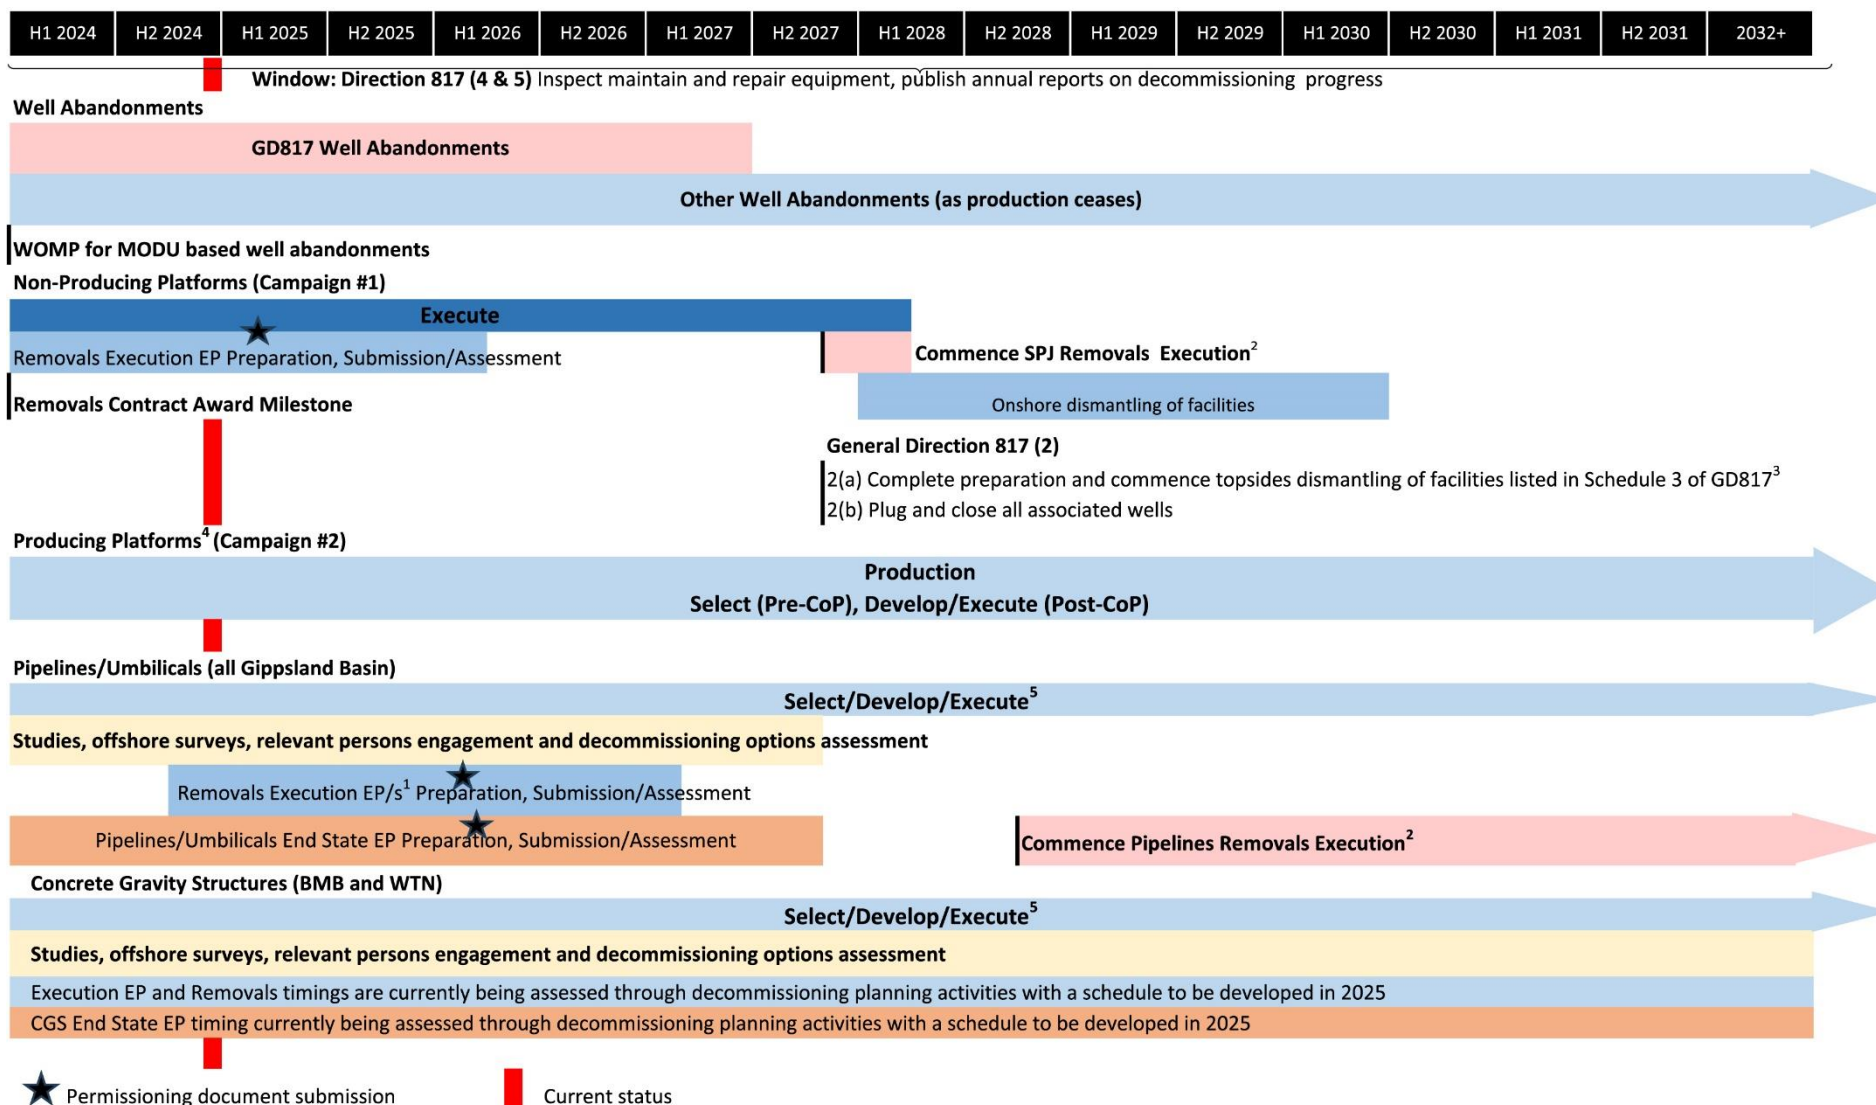 H1 2024 H2 2024 H1 2025 H2 2025 H1 2026 H2 2026 H1 2027 H2 2027 H1 2028 H2 2028 H1 2029 H2 2029 H1 2030 H2 2030 H1 2031 H2 2031 2032+
Window: Direction 817 (4 & 5) Inspect maintain and repair equipment, publish annual reports on decommissioning progress
Well Abandonments
GD817 Well Abandonments
Other Well Abandonments (as production ceases)
WOMP for MODU based well abandonments
Non-Producing Platforms (Campaign #1)
Execute
Removals Execution EP Preparation, Submission/Assessment
Commence SPJ Removals Execution²
Removals Contract Award Milestone
Onshore dismantling of facilities
General Direction 817 (2)
2(a) Complete preparation and commence topsides dismantling of facilities listed in Schedule 3 of GD817³
2(b) Plug and close all associated wells
Producing Platforms⁴ (Campaign #2)
Production
Select (Pre-CoP), Develop/Execute (Post-CoP)
Pipelines/Umbilicals (all Gippsland Basin)
Select/Develop/Execute⁵
Studies, offshore surveys, relevant persons engagement and decommissioning options assessment
Removals Execution EP/s¹ Preparation, Submission/Assessment
Pipelines/Umbilicals End State EP Preparation, Submission/Assessment
Commence Pipelines Removals Execution²
Concrete Gravity Structures (BMB and WTN)
Select/Develop/Execute⁵
Studies, offshore surveys, relevant persons engagement and decommissioning options assessment
Execution EP and Removals timings are currently being assessed through decommissioning planning activities with a schedule to be developed in 2025
CGS End State EP timing currently being assessed through decommissioning planning activities with a schedule to be developed in 2025
Permissioning document submission
Current status